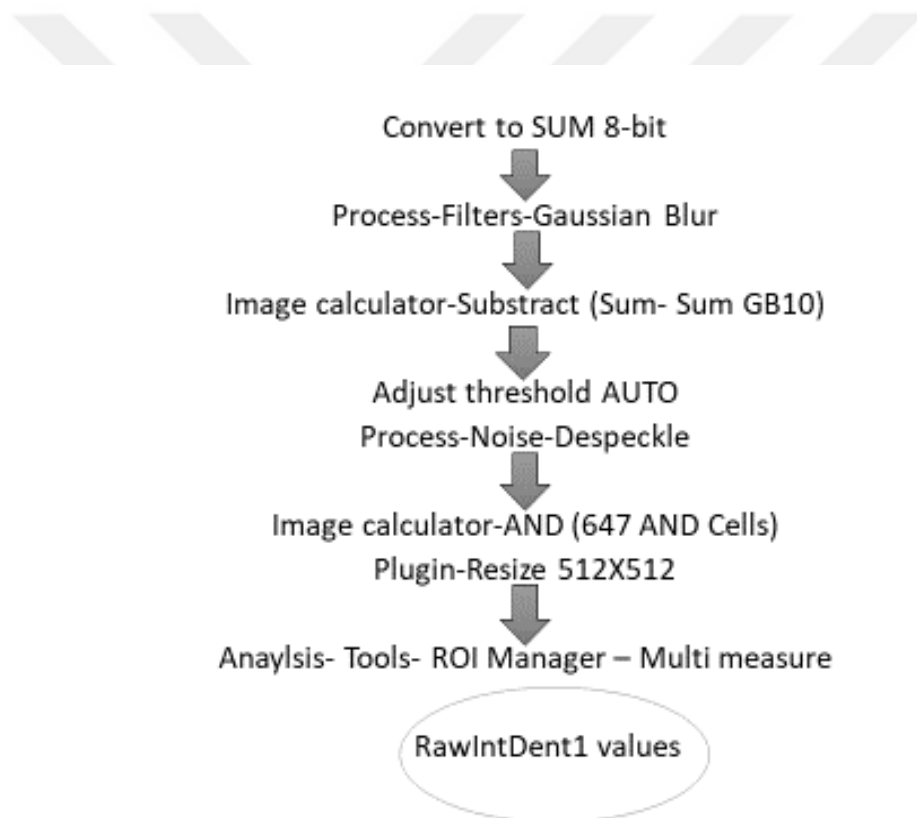 Convert to SUM 8-bit
Process-Filters-Gaussian Blur
Image calculator-Substract (Sum- Sum GB10)
Adjust threshold AUTO
Process-Noise-Despeckle
Image calculator-AND (647 AND Cells)
Plugin-Resize 512X512
Anaylsis- Tools- ROI Manager – Multi measure
RawIntDent1 values